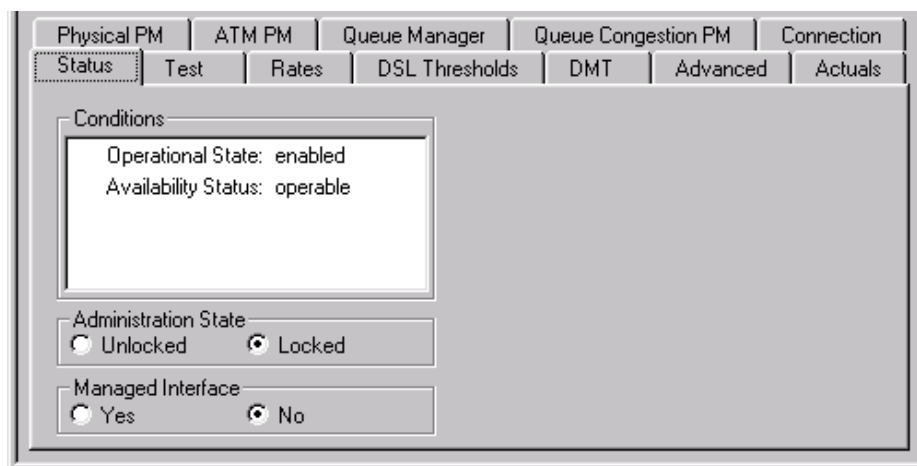 Physical PM ATM PM Queue Manager Queue Congestion PM Connection
Status Test Rates DSL Thresholds DMT Advanced Actuals
Conditions
Operational State: enabled
Availability Status: operable
Administration State
Unlocked Locked
Managed Interface
Yes No